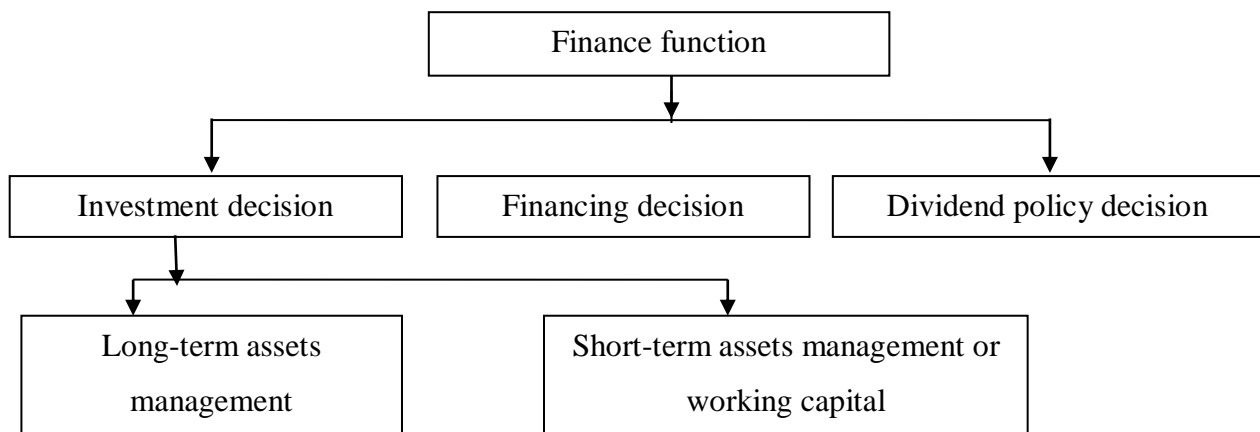 Finance function
Investment decision
Financing decision
Dividend policy decision
Long-term assets
management
Short-term assets management or
working capital